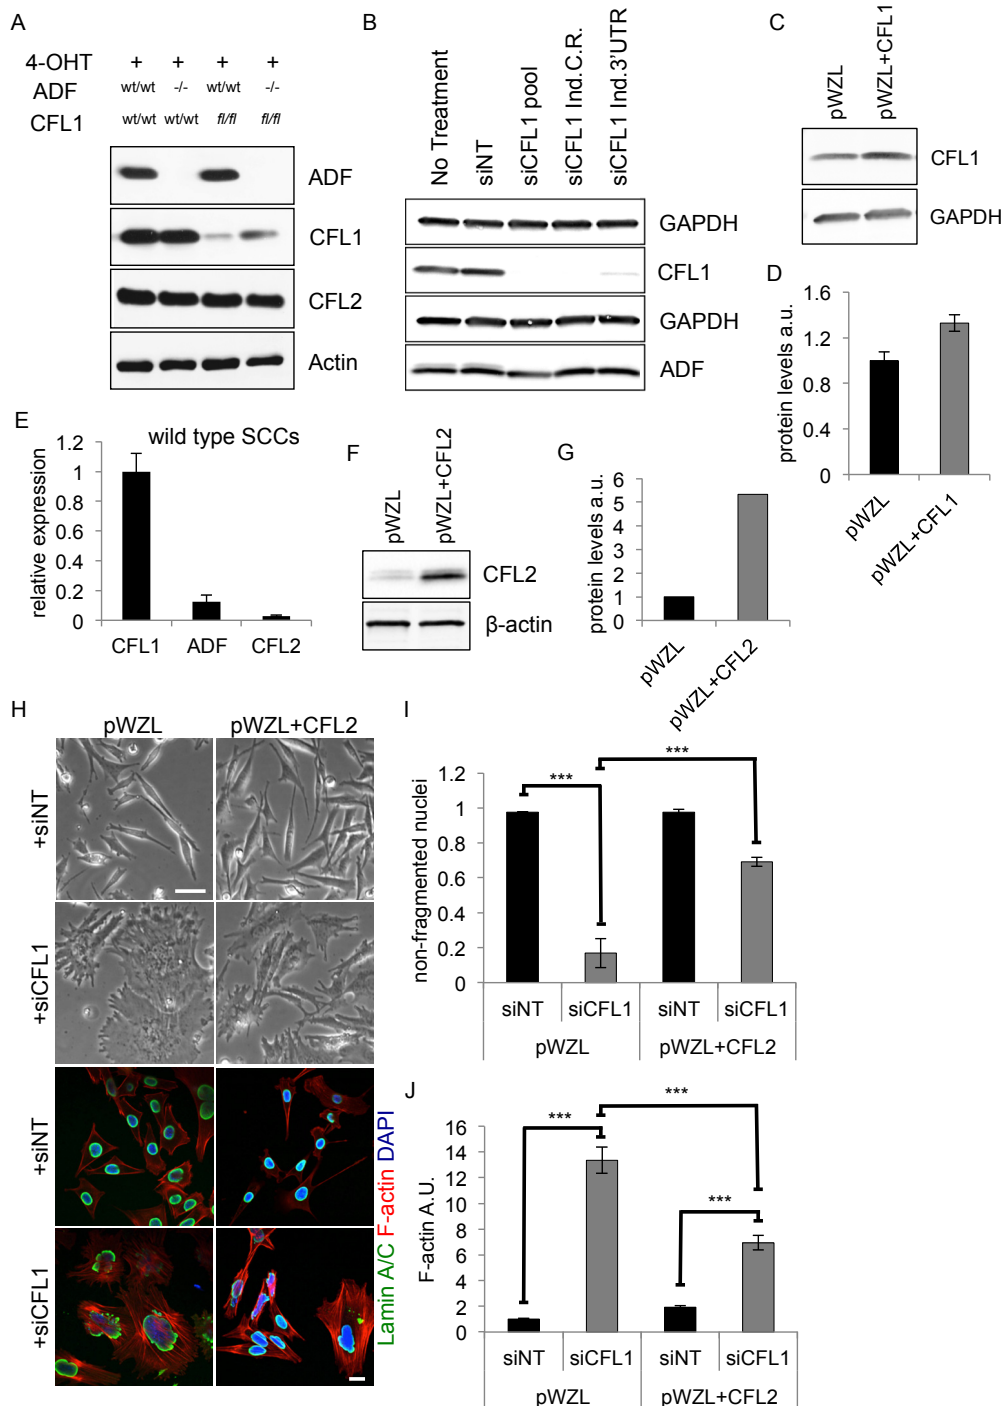 A
4-OHT + + + +
ADF wt/wt -/- wt/wt -/-
CFL1 wt/wt wt/wt fl/fl fl/fl
ADF
CFL1
CFL2
Actin
B
No Treatment
siNT
siCFL1 pool
siCFL1 Ind.C.R.
siCFL1 Ind.3'UTR
GAPDH
CFL1
GAPDH
ADF
C
pWZL
pWZL+CFL1
CFL1
GAPDH
D
protein levels a.u.
1.6
1.2
0.8
0.4
0
pWZL
pWZL+CFL1
E
wild type SCCs
relative expression
1.2
1
0.8
0.6
0.4
0.2
0
CFL1 ADF CFL2
F
pWZL
pWZL+CFL2
CFL2
β-actin
G
protein levels a.u.
6
5
4
3
2
1
0
pWZL
pWZL+CFL2
H
pWZL pWZL+CFL2
+siNT
+siCFL1
+siNT
+siCFL1
Lamin A/C F-actin DAPI
I
non-fragmented nuclei
1.2
1
0.8
0.6
0.4
0.2
0
***
***
siNT siCFL1 siNT siCFL1
pWZL pWZL+CFL2
J
F-actin A.U.
16
14
12
10
8
6
4
2
0
***
***
***
siNT siCFL1 siNT siCFL1
pWZL pWZL+CFL2